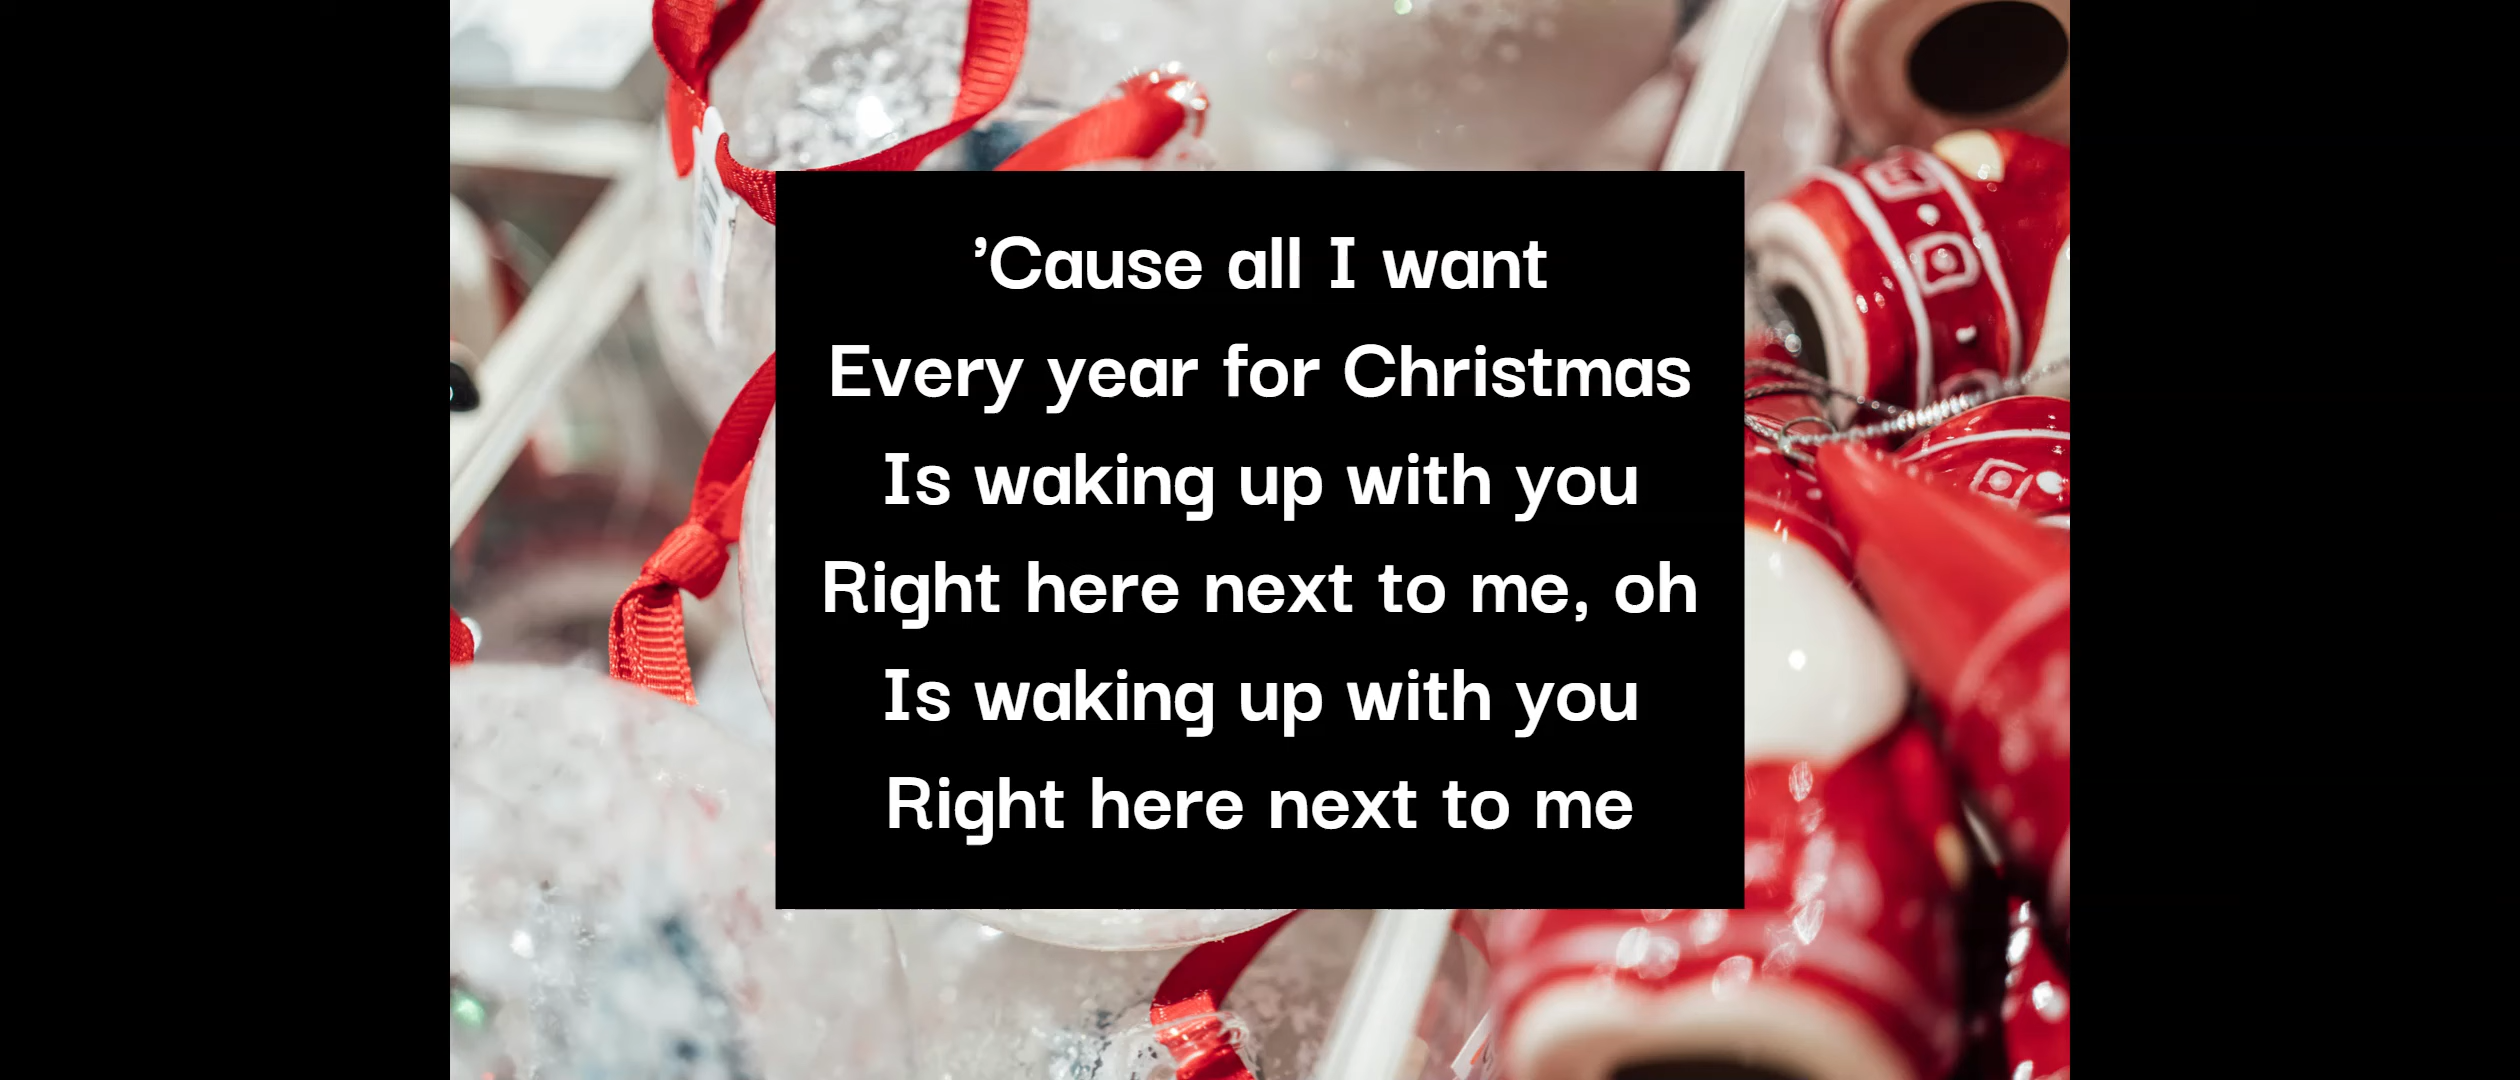 ’Cause all I want
Every year for Christmas
Is waking up with you
Right here next to me, oh
Is waking up with you
Right here next to me